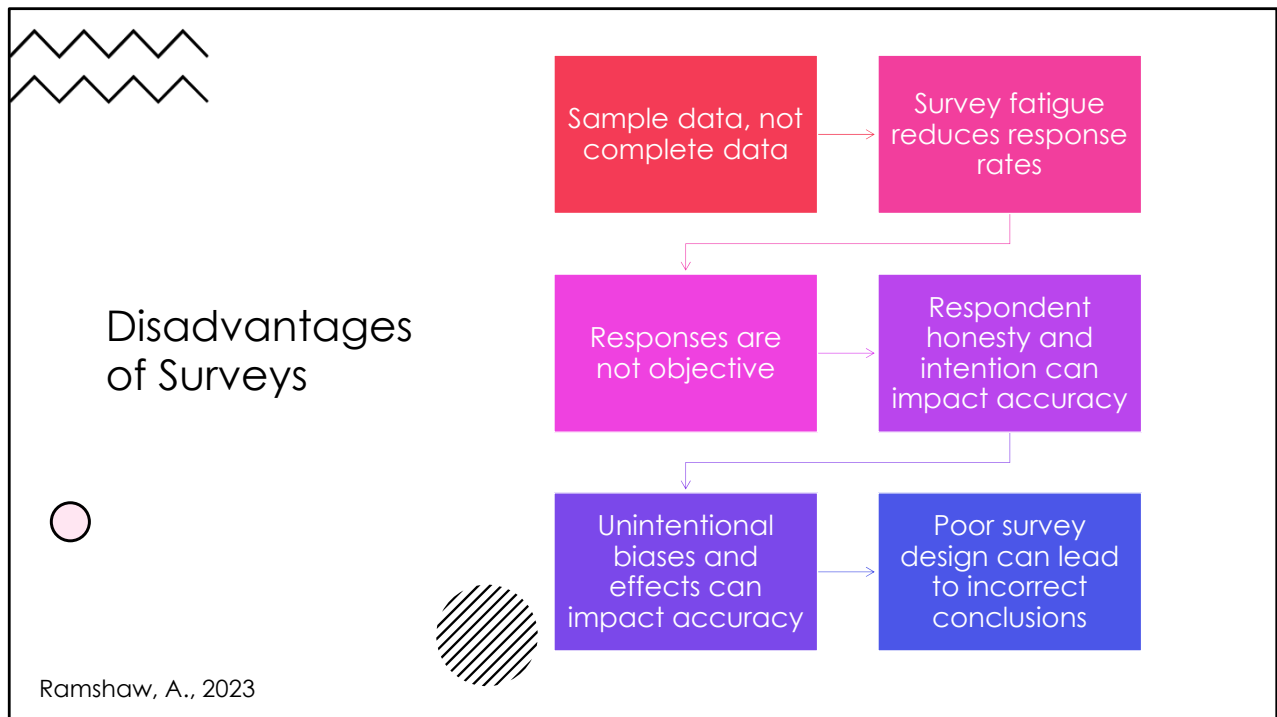 Disadvantages
of Surveys
Sample data, not
complete data
Survey fatigue
reduces response
rates
Responses are
not objective
Respondent
honesty and
intention can
impact accuracy
Unintentional
biases and
effects can
impact accuracy
Poor survey
design can lead
to incorrect
conclusions
Ramshaw, A., 2023